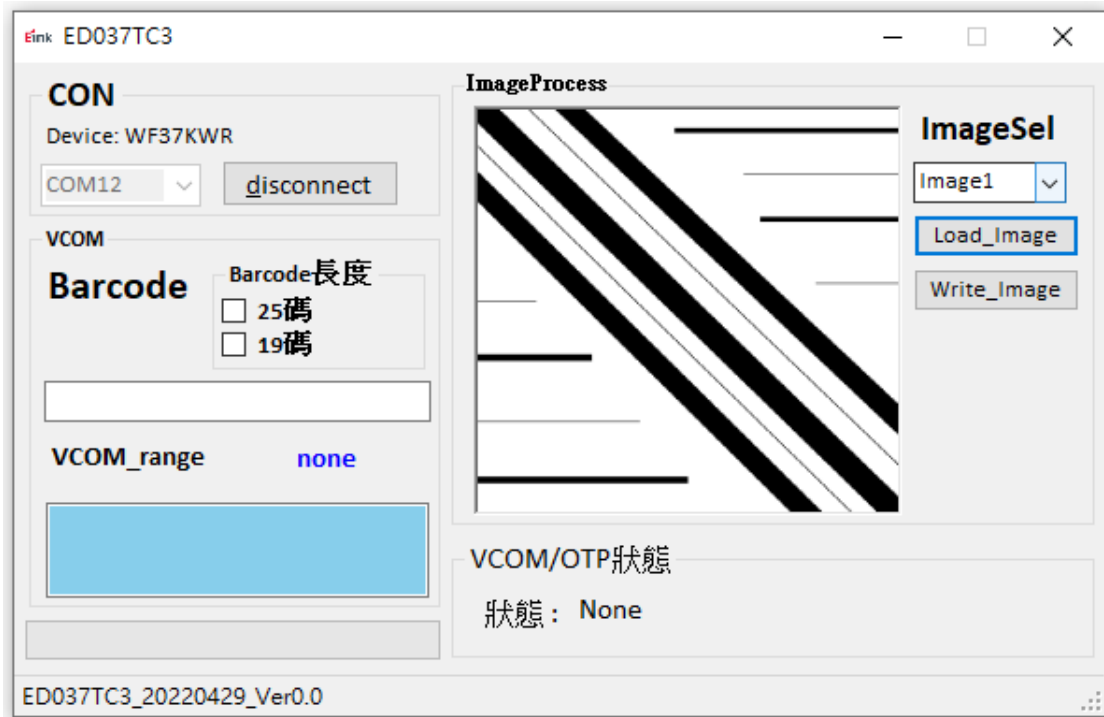 Eink ED037TC3
CON
Device: WF37KWR
COM12
disconnect
VCOM
Barcode
Barcode長度
25碼
19碼
VCOM_range
none
ImageProcess
ImageSel
Image1
Load_Image
Write_Image
VCOM/OTP狀態
狀態： None
ED037TC3_20220429_Ver0.0